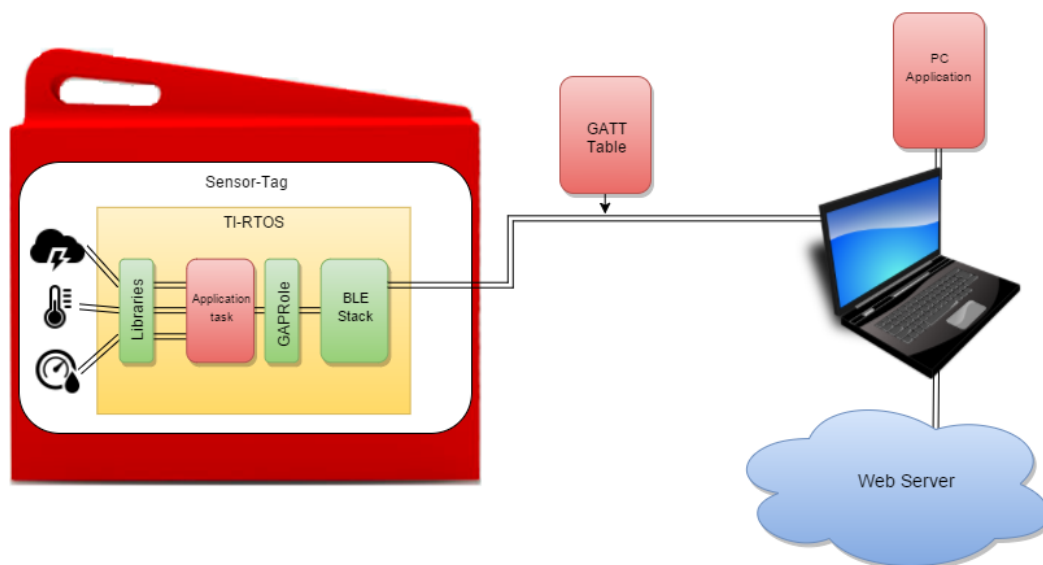 PC
Application
GATT
Table
Sensor-Tag
TI-RTOS
Libraries
Application
task
GAPRole
BLE
Stack
Web Server